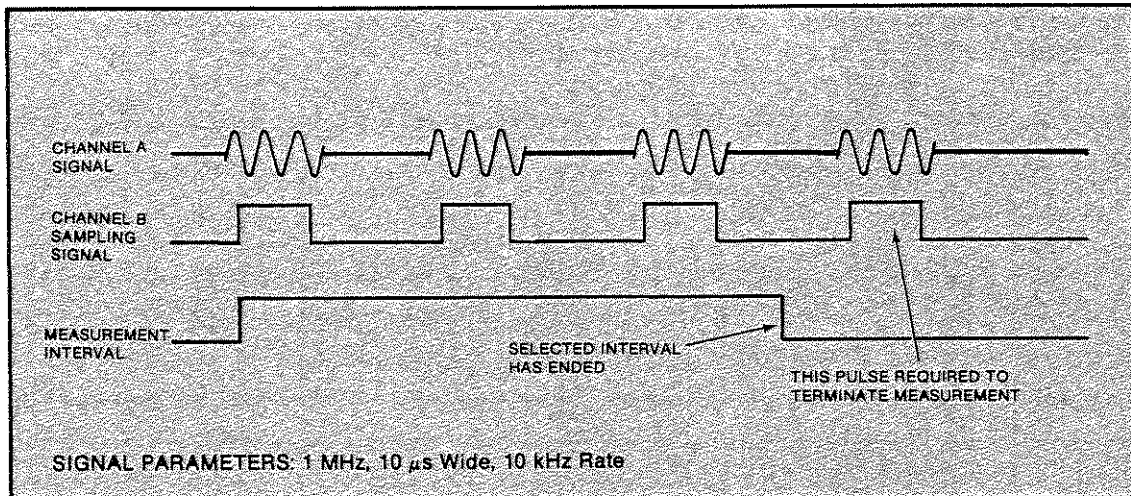 CHANNEL A
SIGNAL
CHANNEL B
SAMPLING
SIGNAL
MEASUREMENT
INTERVAL
SELECTED INTERVAL
HAS ENDED
THIS PULSE REQUIRED TO
TERMINATE MEASUREMENT
SIGNAL PARAMETERS: 1 MHz, 10 μs Wide, 10 kHz Rate